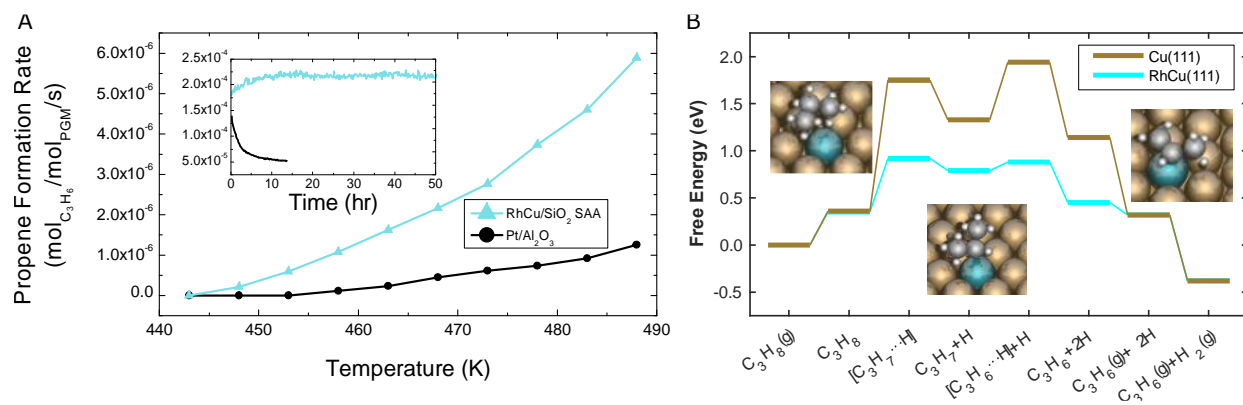 A
Propene Formation Rate
(mol C₃H₆/mol PGM/s)
6.0x10⁻⁶
5.0x10⁻⁶
4.0x10⁻⁶
3.0x10⁻⁶
2.0x10⁻⁶
1.0x10⁻⁶
0.0
440
450
460
470
480
490
Temperature (K)
2.5x10⁻⁴
2.0x10⁻⁴
1.5x10⁻⁴
1.0x10⁻⁴
5.0x10⁻⁵
0
10
20
30
40
50
Time (hr)
RhCu/SiO₂ SAA
Pt/Al₂O₃
B
Free Energy (eV)
2.0
1.5
1.0
0.5
0.0
-0.5
Cu(111)
RhCu(111)
C₃H₈(g)
C₃H₈
[C₃H₇···H]
C₃H₇+H
[C₃H₆···H]+H
C₃H₆+2H
C₃H₆(g)+ 2H
C₃H₆(g)+H₂(g)